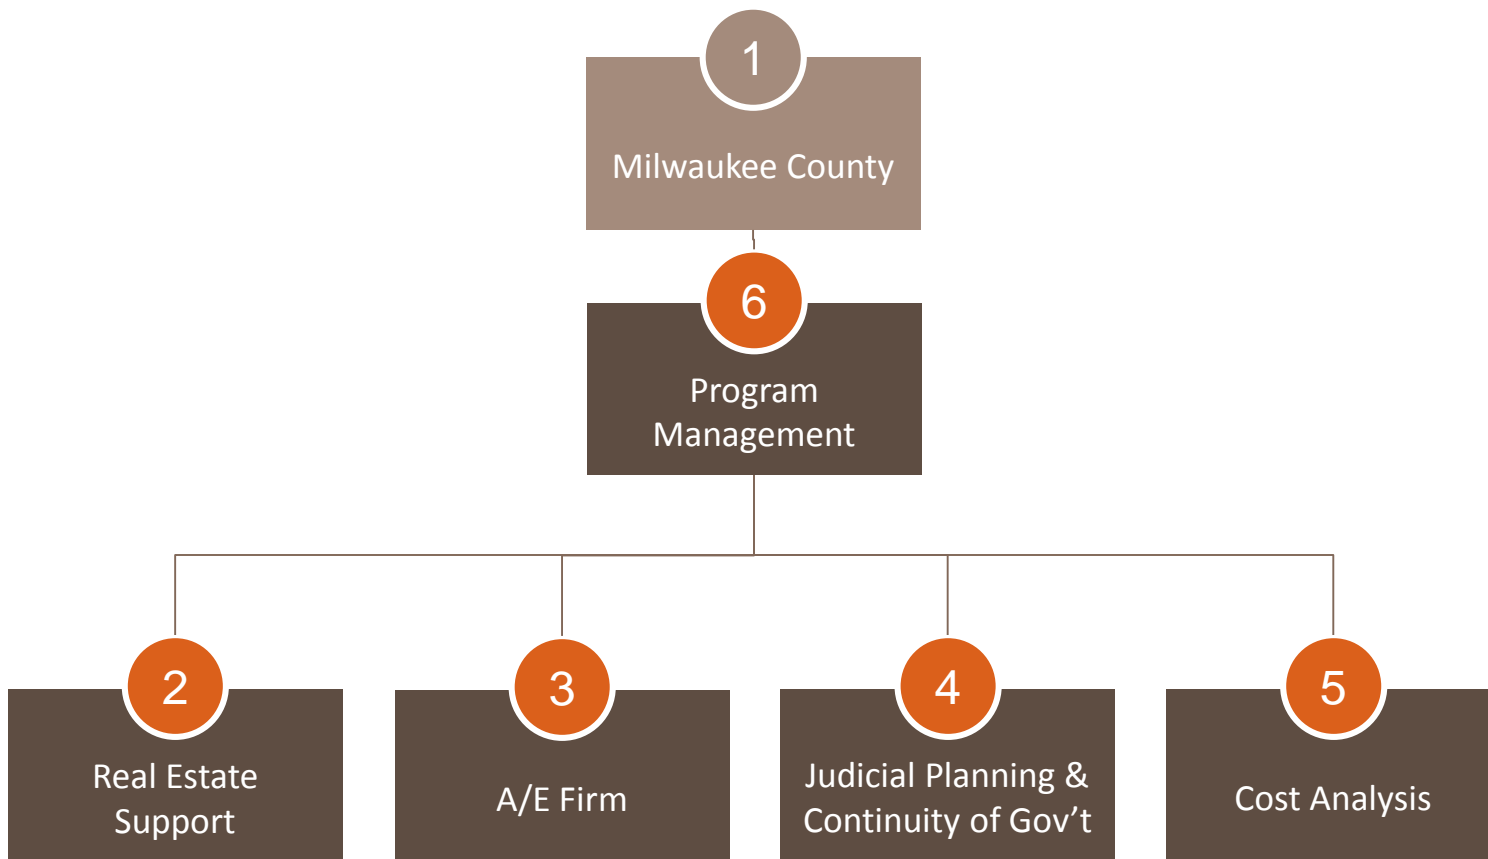 1
Milwaukee County
6
Program
Management
2
Real Estate
Support
3
A/E Firm
4
Judicial Planning &
Continuity of Gov’t
5
Cost Analysis